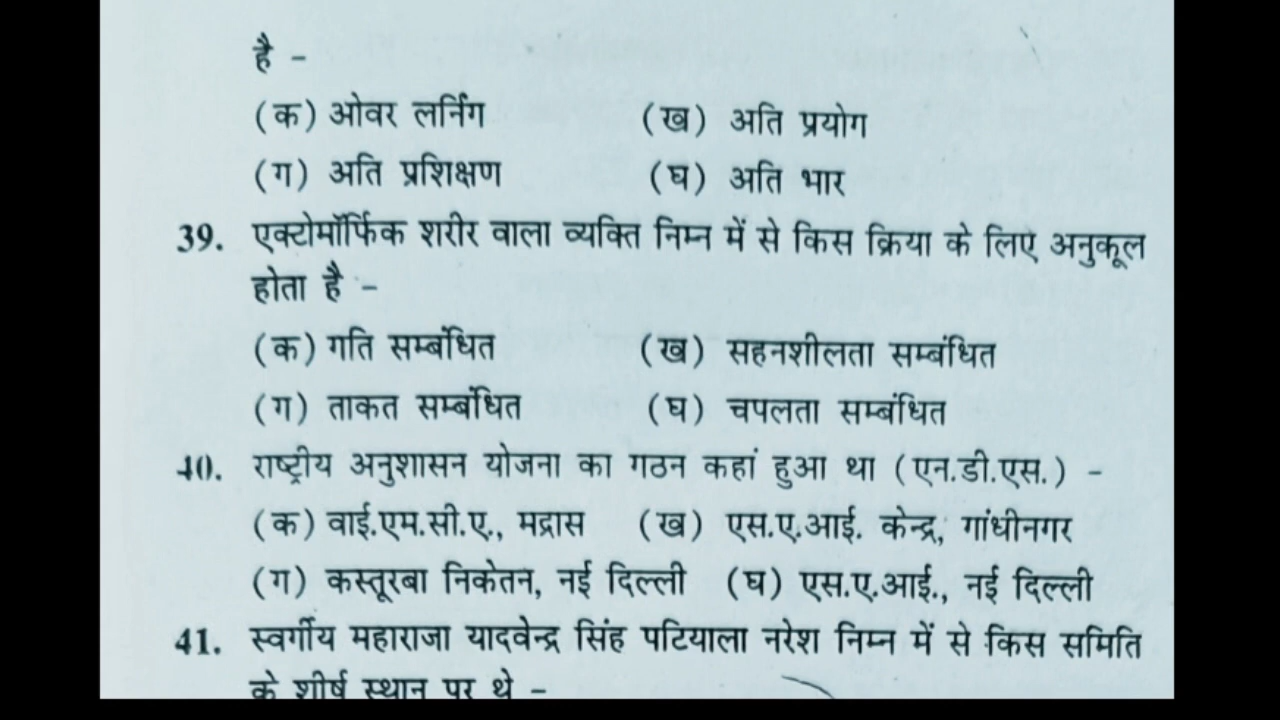 है -
(क) ओवर लर्निंग (ख) अति प्रयोग
(ग) अति प्रशिक्षण (घ) अति भार
39. एक्टोमॉर्फिक शरीर वाला व्यक्ति निम्न में से किस क्रिया के लिए अनुकूल
होता है -
(क) गति सम्बंधित (ख) सहनशीलता सम्बंधित
(ग) ताकत सम्बंधित (घ) चपलता सम्बंधित
40. राष्ट्रीय अनुशासन योजना का गठन कहां हुआ था (एन.डी.एस.) -
(क) वाई.एम.सी.ए., मद्रास (ख) एस.ए.आई. केन्द्र, गांधीनगर
(ग) कस्तूरबा निकेतन, नई दिल्ली (घ) एस.ए.आई., नई दिल्ली
41. स्वर्गीय महाराजा यादवेन्द्र सिंह पटियाला नरेश निम्न में से किस समिति
के शीर्ष स्थान पर थे -